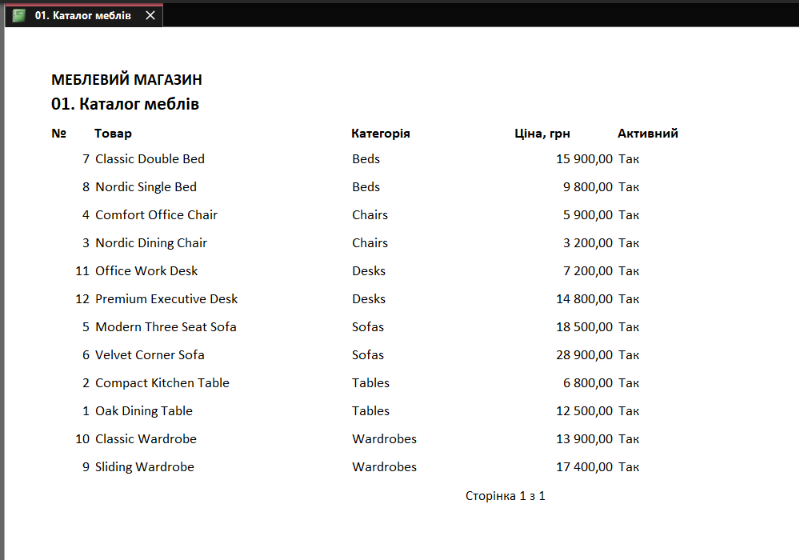 01. Каталог меблів
МЕБЛЕВИЙ МАГАЗИН
01. Каталог меблів
№ Товар Категорія Ціна, грн Активний
7 Classic Double Bed Beds 15 900,00 Так
8 Nordic Single Bed Beds 9 800,00 Так
4 Comfort Office Chair Chairs 5 900,00 Так
3 Nordic Dining Chair Chairs 3 200,00 Так
11 Office Work Desk Desks 7 200,00 Так
12 Premium Executive Desk Desks 14 800,00 Так
5 Modern Three Seat Sofa Sofas 18 500,00 Так
6 Velvet Corner Sofa Sofas 28 900,00 Так
2 Compact Kitchen Table Tables 6 800,00 Так
1 Oak Dining Table Tables 12 500,00 Так
10 Classic Wardrobe Wardrobes 13 900,00 Так
9 Sliding Wardrobe Wardrobes 17 400,00 Так
Сторінка 1 з 1